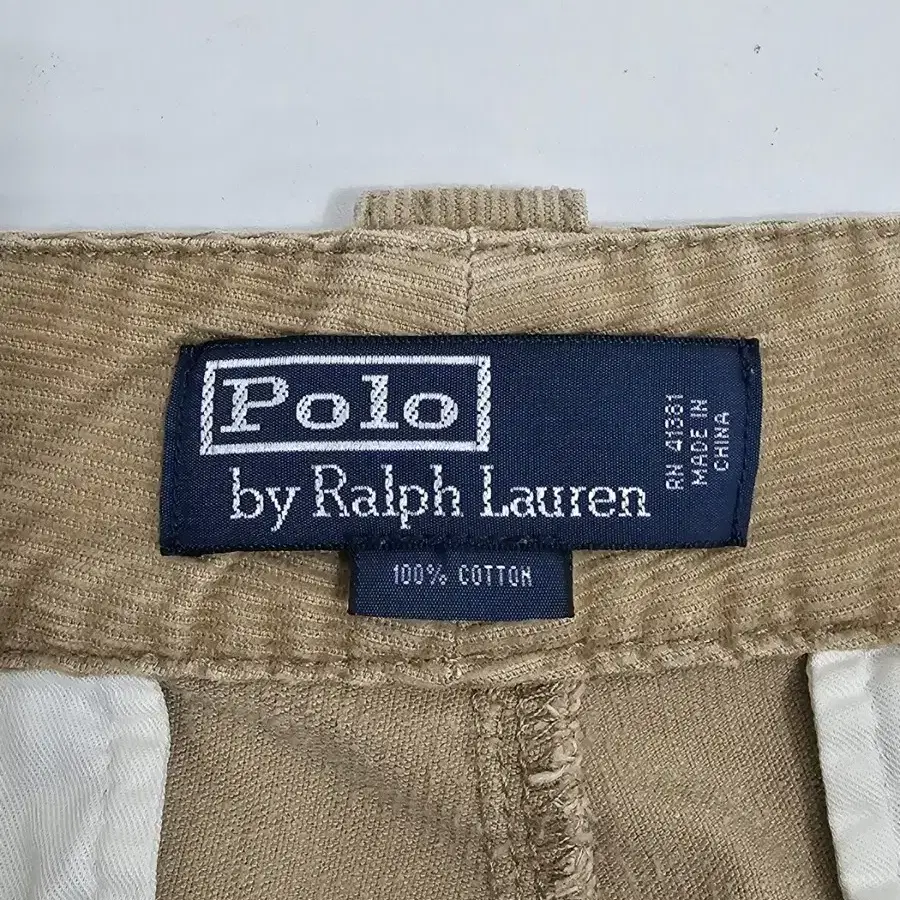 Polo
by Ralph Lauren
RN 41381
MADE IN
CHINA
100% COTTON